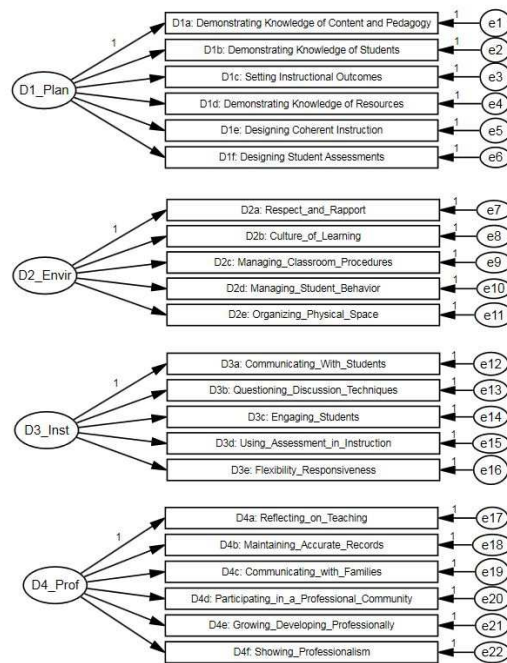 1 D1a: Demonstrating Knowledge of Content and Pedagogy 1 e1
D1b: Demonstrating Knowledge of Students 1 e2
D1c: Setting Instructional Outcomes 1 e3
D1_Plan
D1d: Demonstrating Knowledge of Resources 1 e4
D1e: Designing Coherent Instruction 1 e5
D1f: Designing Student Assessments 1 e6
1 D2a: Respect_and_Rapport 1 e7
D2b: Culture_of_Learning 1 e8
D2_Envir D2c: Managing_Classroom_Procedures 1 e9
D2d: Managing_Student_Behavior 1 e10
D2e: Organizing_Physical_Space 1 e11
1 D3a: Communicating_With_Students 1 e12
D3b: Questioning_Discussion_Techniques 1 e13
D3_Inst D3c: Engaging_Students 1 e14
D3d: Using_Assessment_in_Instruction 1 e15
D3e: Flexibility_Responsiveness 1 e16
1 D4a: Reflecting_on_Teaching 1 e17
D4b: Maintaining_Accurate_Records 1 e18
D4c: Communicating_with_Families 1 e19
D4_Prof
D4d: Participating_in_a_Professional_Community 1 e20
D4e: Growing_Developing_Professionally 1 e21
D4f: Showing_Professionalism 1 e22